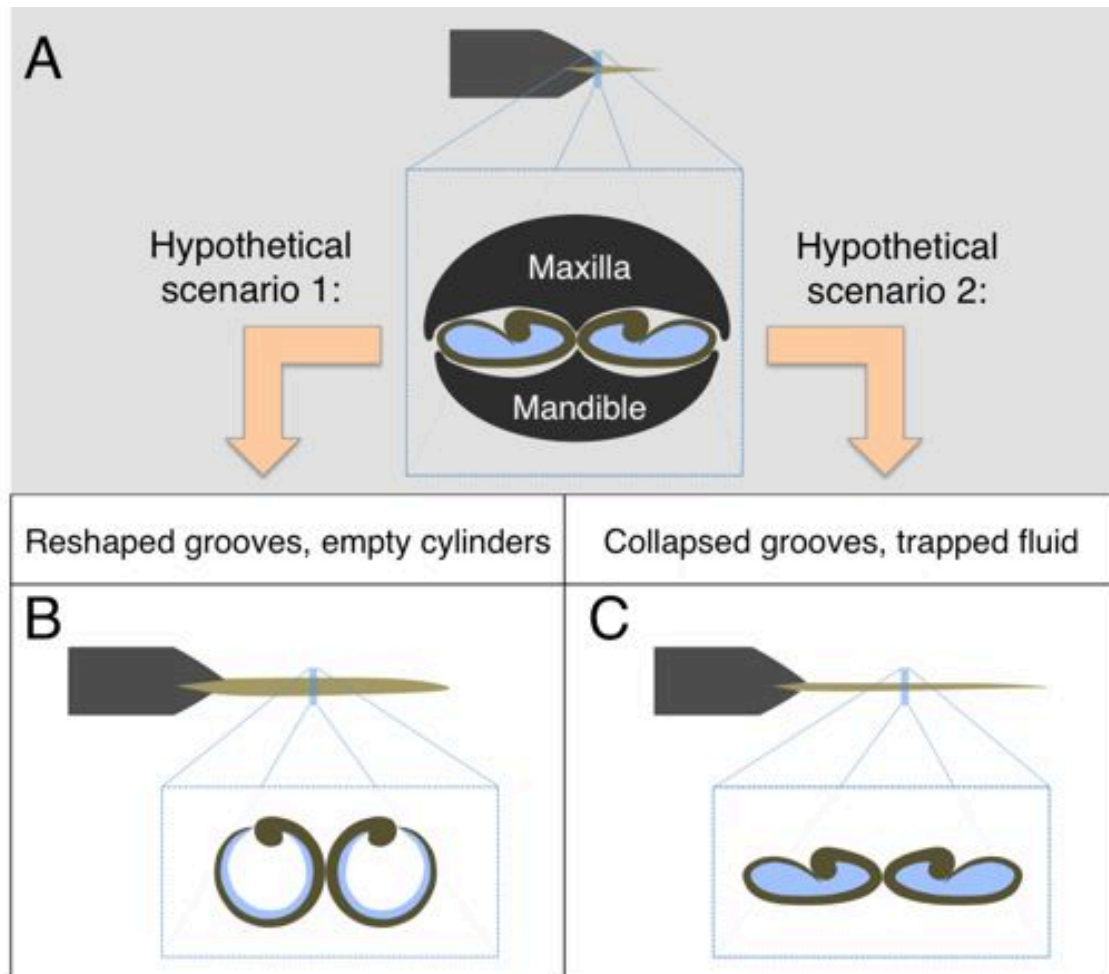 A
Hypothetical
scenario 1:
Maxilla
Mandible
Hypothetical
scenario 2:
Reshaped grooves, empty cylinders
Collapsed grooves, trapped fluid
B
C